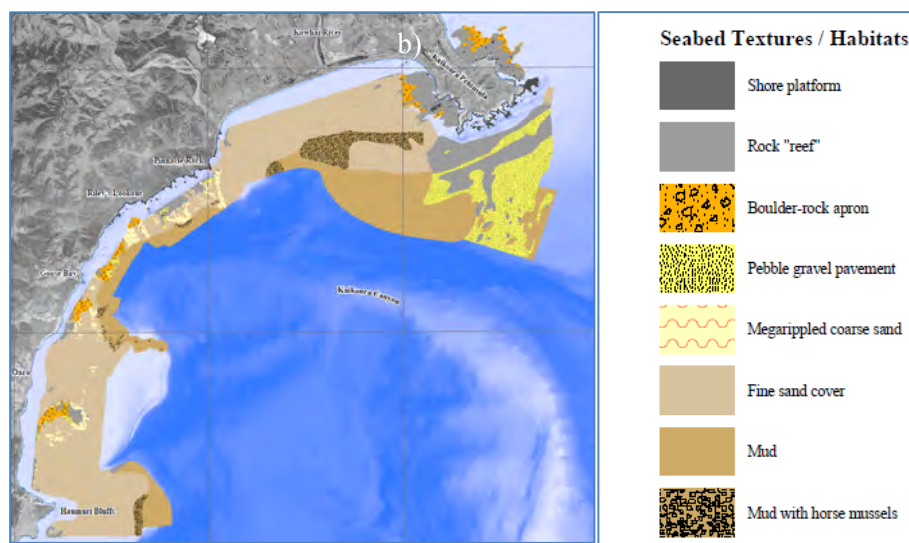 Kowhai River
b)
Kaikoura Peninsula
Pinnacle Rock
Riley's Lookout
Goose Bay
Kaikoura Canyon
Oaro
Haumuri Bluffs
Seabed Textures / Habitats
Shore platform
Rock "reef"
Boulder-rock apron
Pebble gravel pavement
Megarippled coarse sand
Fine sand cover
Mud
Mud with horse mussels